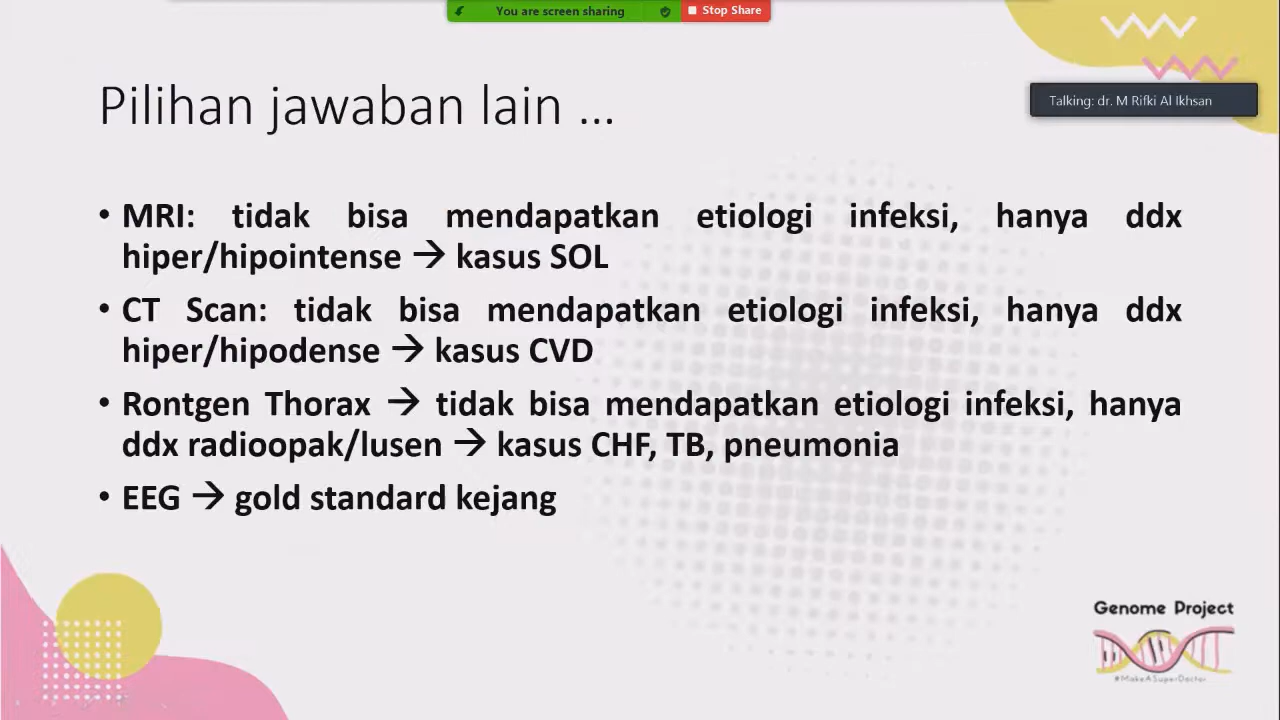 You are screen sharing
Stop Share
Talking: dr. M Rifki Al Ikhsan
Pilihan jawaban lain ...
• MRI: tidak bisa mendapatkan etiologi infeksi, hanya ddx
hiper/hipointense → kasus SOL
• CT Scan: tidak bisa mendapatkan etiologi infeksi, hanya ddx
hiper/hipodense → kasus CVD
• Rontgen Thorax → tidak bisa mendapatkan etiologi infeksi, hanya
ddx radioopak/lusen → kasus CHF, TB, pneumonia
• EEG → gold standard kejang
Genome Project
#MakeASuperDoctor